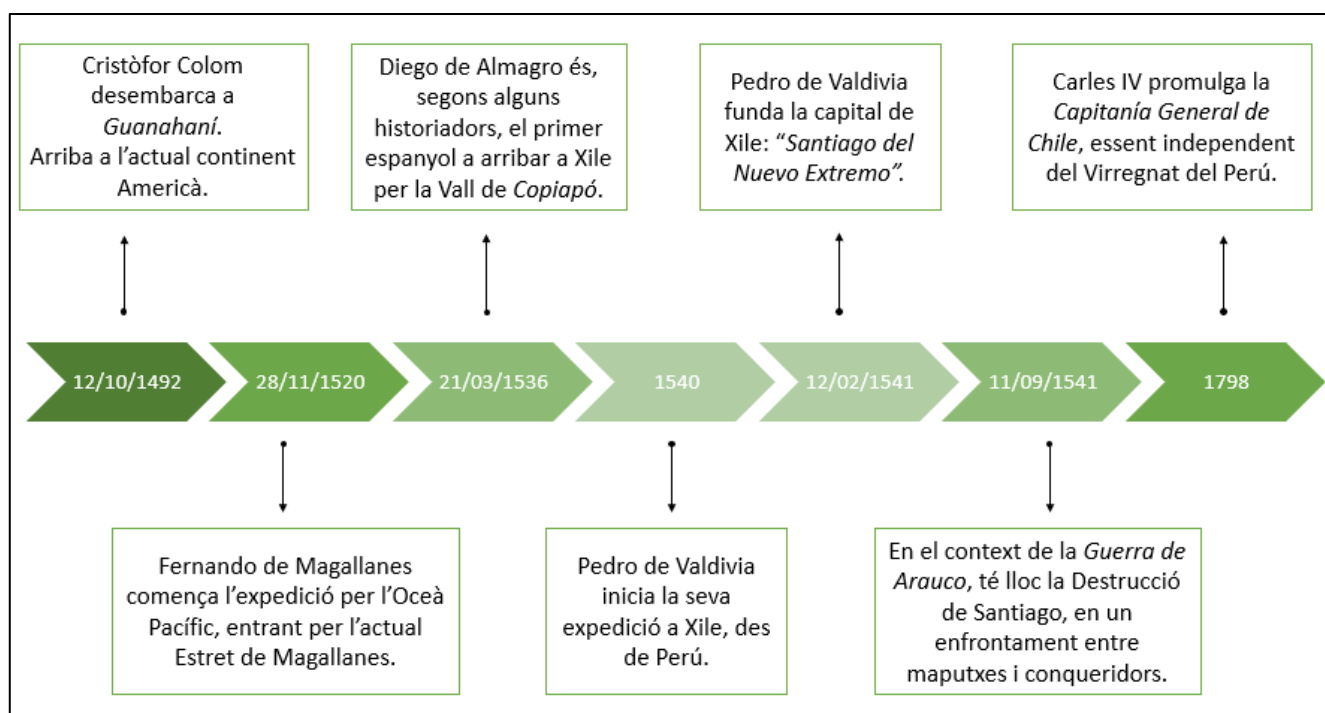 Cristòfor Colom
desembarca a
Guanahaní.
Arriba a l’actual continent
Americà.
Diego de Almagro és,
segons alguns
historiadors, el primer
espanyol a arribar a Xile
per la Vall de Copiapó.
Pedro de Valdivia
funda la capital de
Xile: “Santiago del
Nuevo Extremo”.
Carles IV promulga la
Capitanía General de
Chile, essent independent
del Virregnat del Perú.
12/10/1492
28/11/1520
21/03/1536
1540
12/02/1541
11/09/1541
1798
Fernando de Magallanes
comença l’expedició per l’Oceà
Pacífic, entrant per l’actual
Estret de Magallanes.
Pedro de Valdivia
inicia la seva
expedició a Xile, des
de Perú.
En el context de la Guerra de
Arauco, té lloc la Destrucció
de Santiago, en un
enfrontament entre
maputxes i conqueridors.